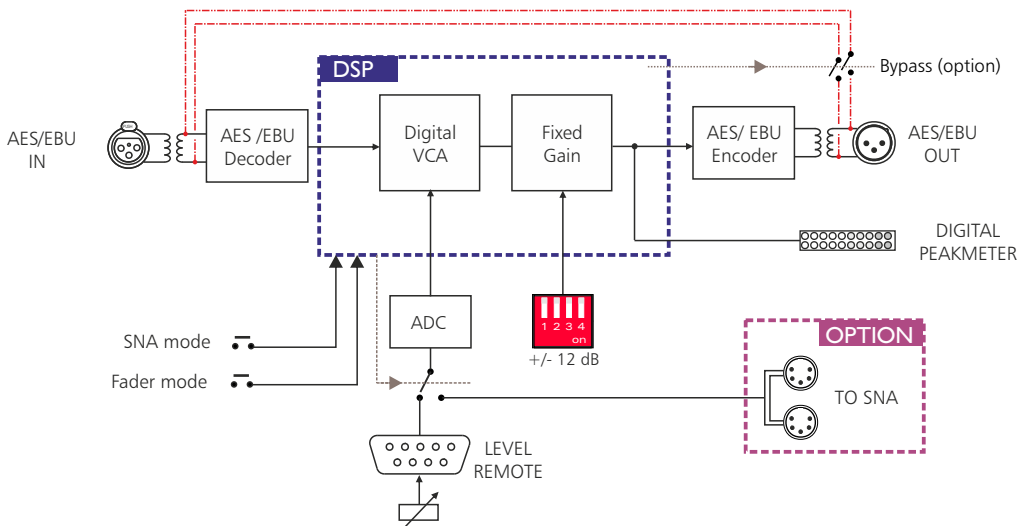 DSP
Bypass (option)
AES/EBU
IN
AES /EBU
Decoder
Digital
VCA
Fixed
Gain
AES/ EBU
Encoder
AES/EBU
OUT
DIGITAL
PEAKMETER
ADC
1 2 3 4
on
+/- 12 dB
SNA mode
Fader mode
OPTION
TO SNA
LEVEL
REMOTE